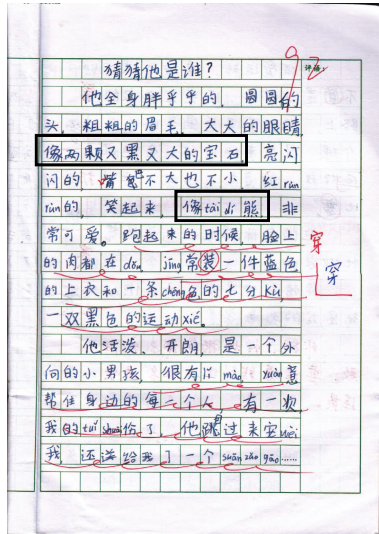 猜猜他是谁?
92
评语:
他全身胖乎乎的,圆圆的
头,粗粗的眉毛,大大的眼睛
像两颗又黑又大的宝石,亮闪
闪的,嘴巴不大也不小,红rùn
rùn的,笑起来,像tài dí熊,非
常可爱。跑起来的时候,脸上
的肉都在dǒu,jīng常装一件蓝色
穿
的上衣和一条chéng色的七分kù,
穿
一双黑色的运动xié。
他活泼、开朗,是一个外
向的小男孩,很有lǐ mào,yuàn意
帮住身边的每一个人,有一次,
我的tuǐ shuāi份了,他跑过来安wèi
我,还送给我了一个suān zǎo gāo……